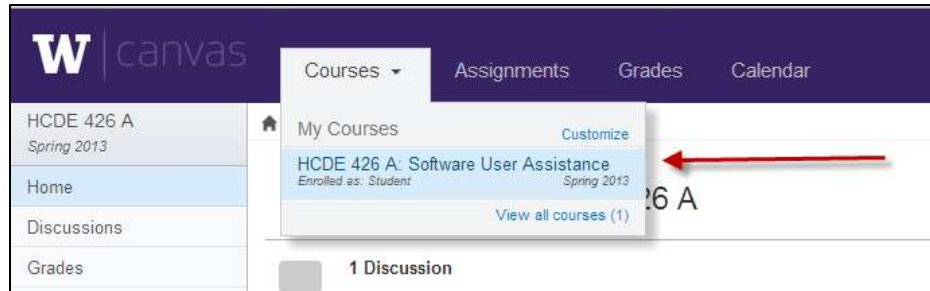 W | canvas
Courses Assignments Grades Calendar
HCDE 426 A
Spring 2013
Home
Discussions
Grades
My Courses Customize
HCDE 426 A: Software User Assistance
Enrolled as: Student Spring 2013
View all courses (1)
26 A
1 Discussion